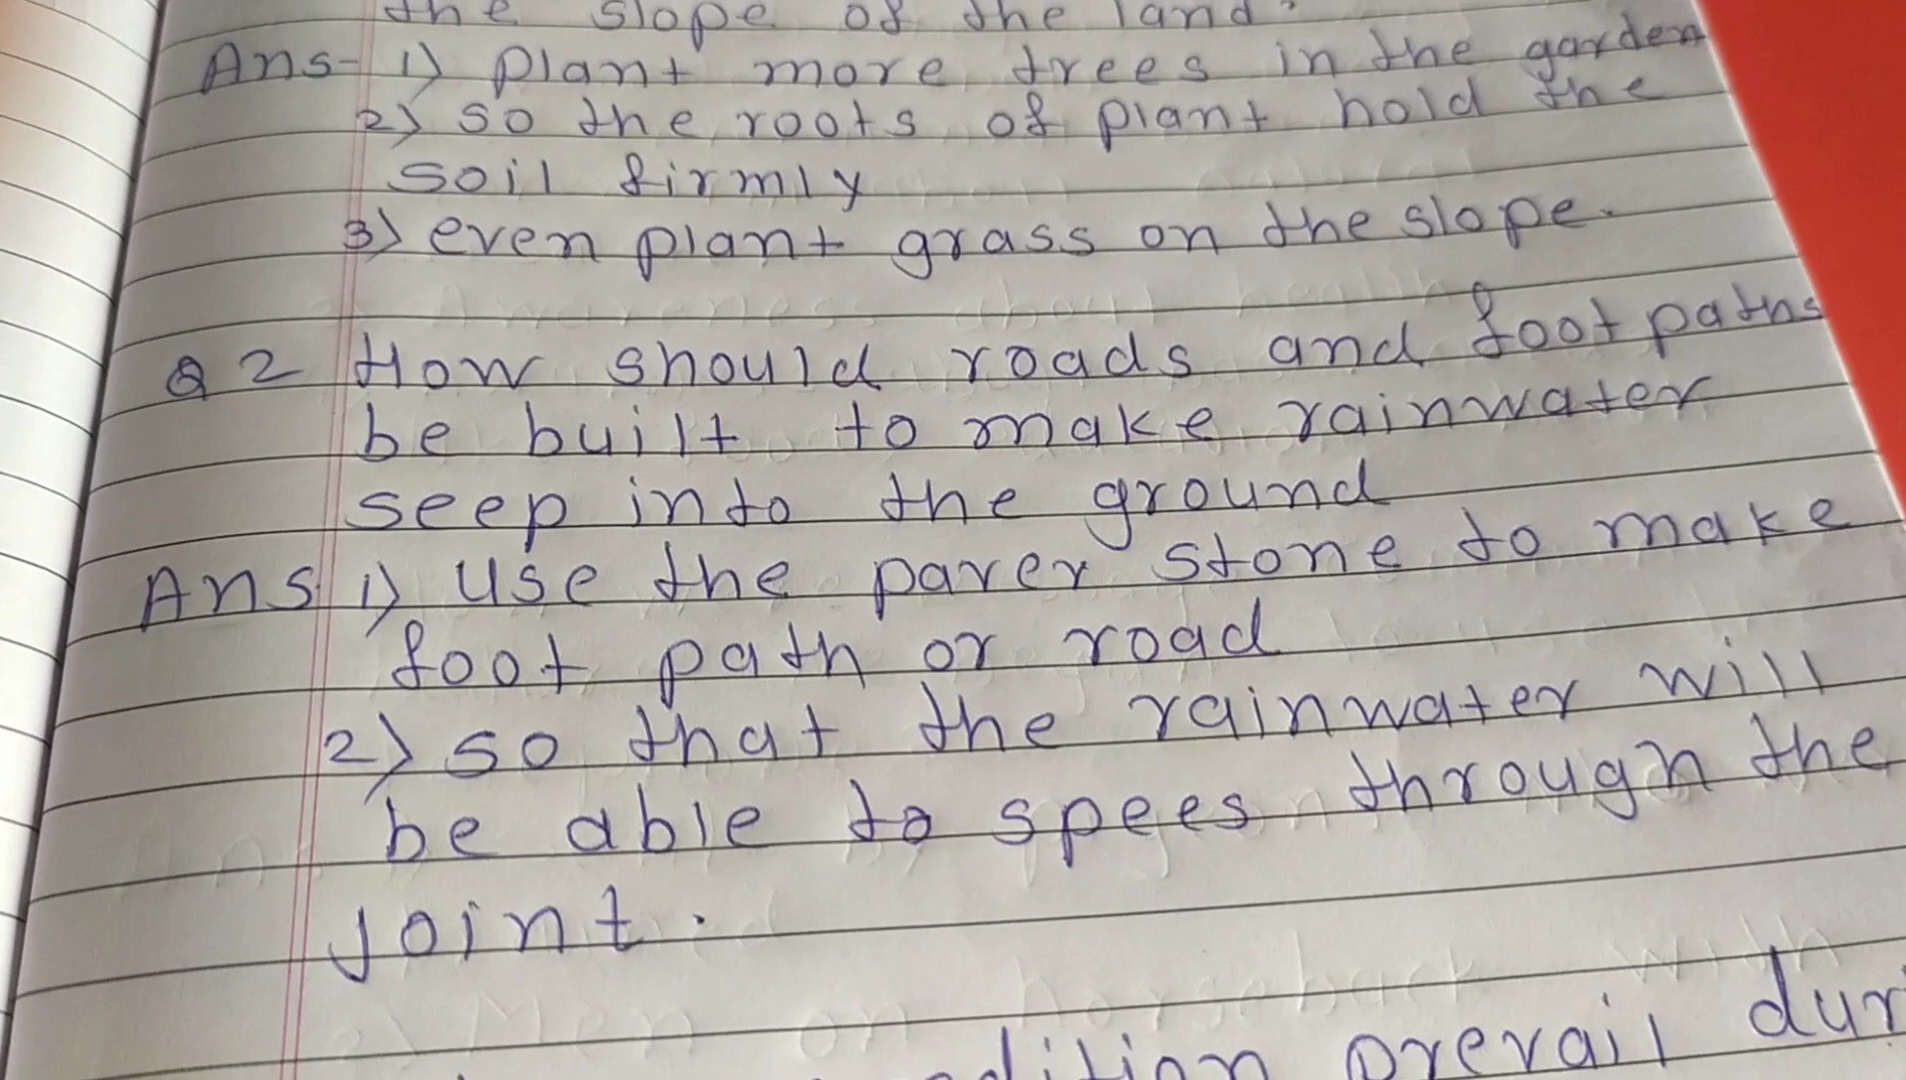 the slope of the land.
Ans- 1) plant more trees in the garden
2) so the roots of plant hold the
soil firmly
3) even plant grass on the slope.
Q 2 How should roads and foot paths
be built to make rainwater
seep into the ground
Ans 1) use the paver stone to make
foot path or road
2) so that the rainwater will
be able to spees through the
joint.
prevail dur